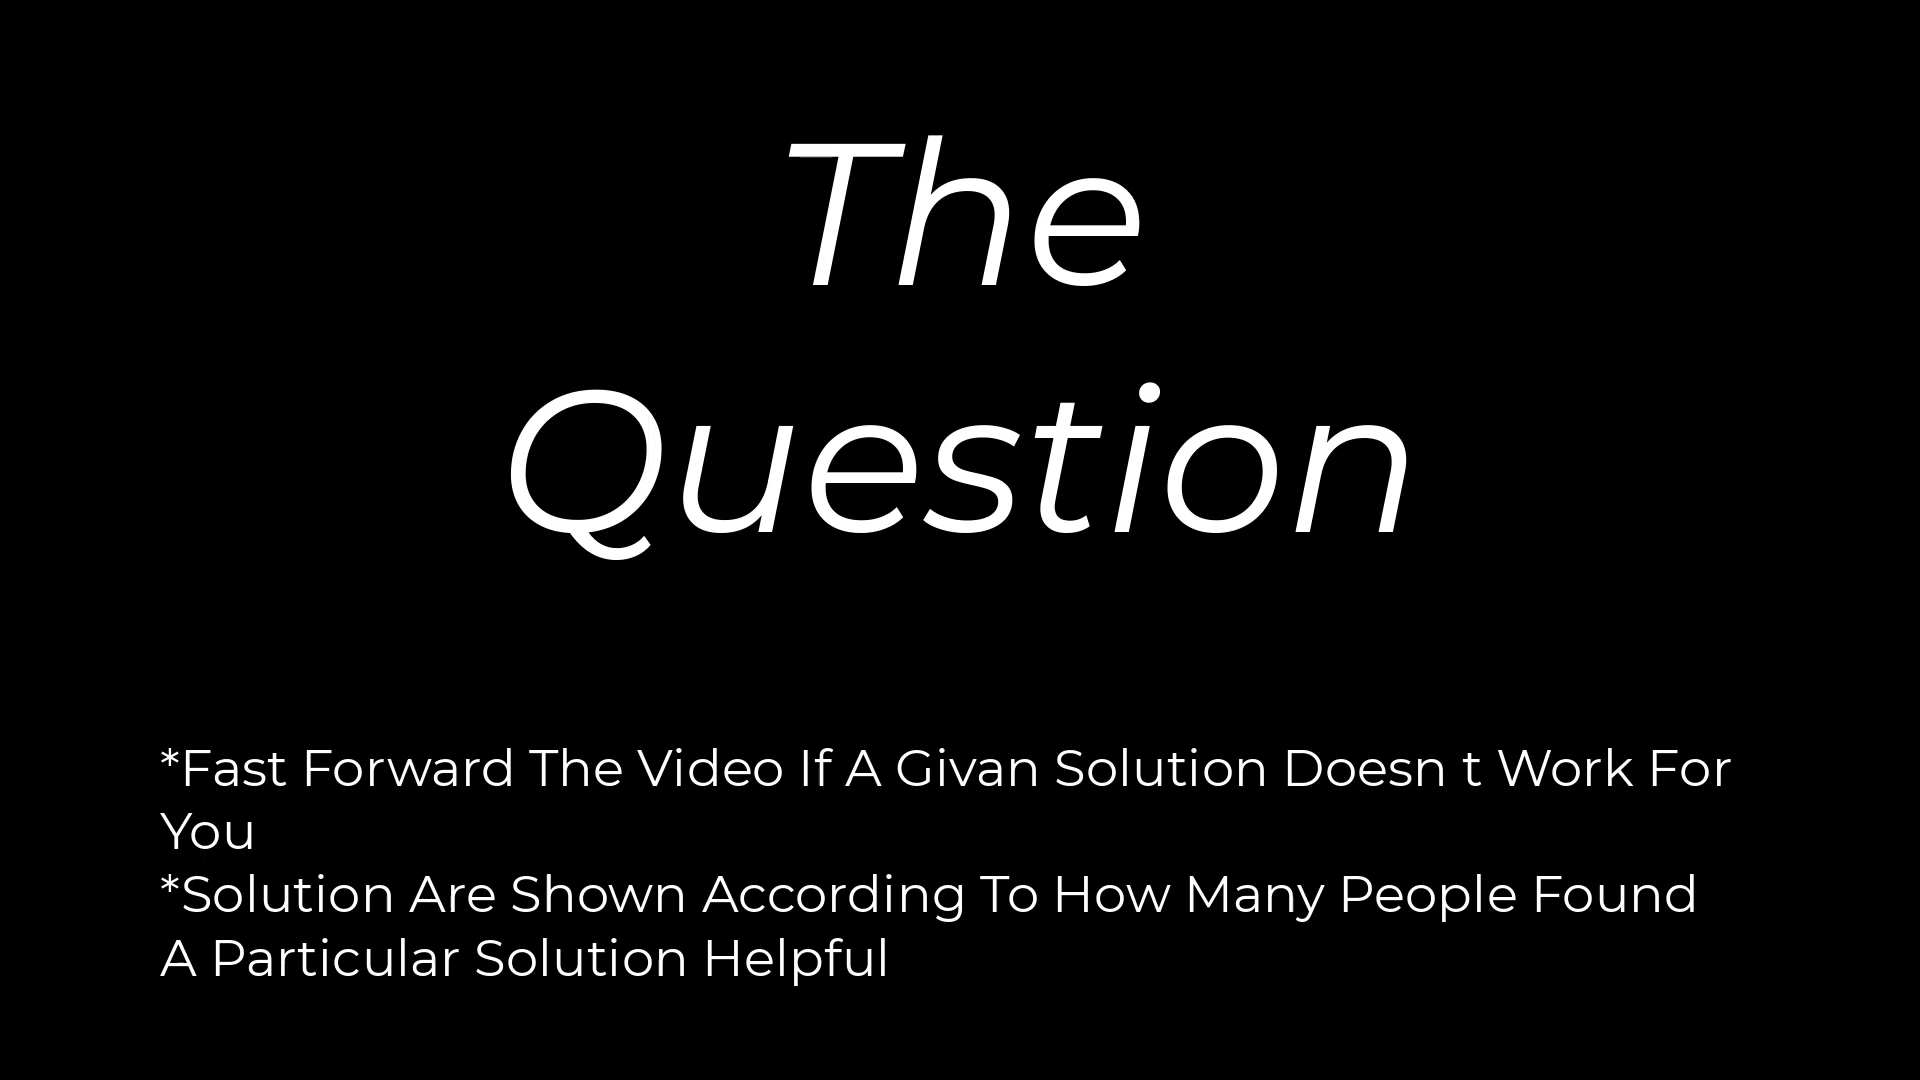 The
Question
*Fast Forward The Video If A Givan Solution Doesn t Work For
You
*Solution Are Shown According To How Many People Found
A Particular Solution Helpful